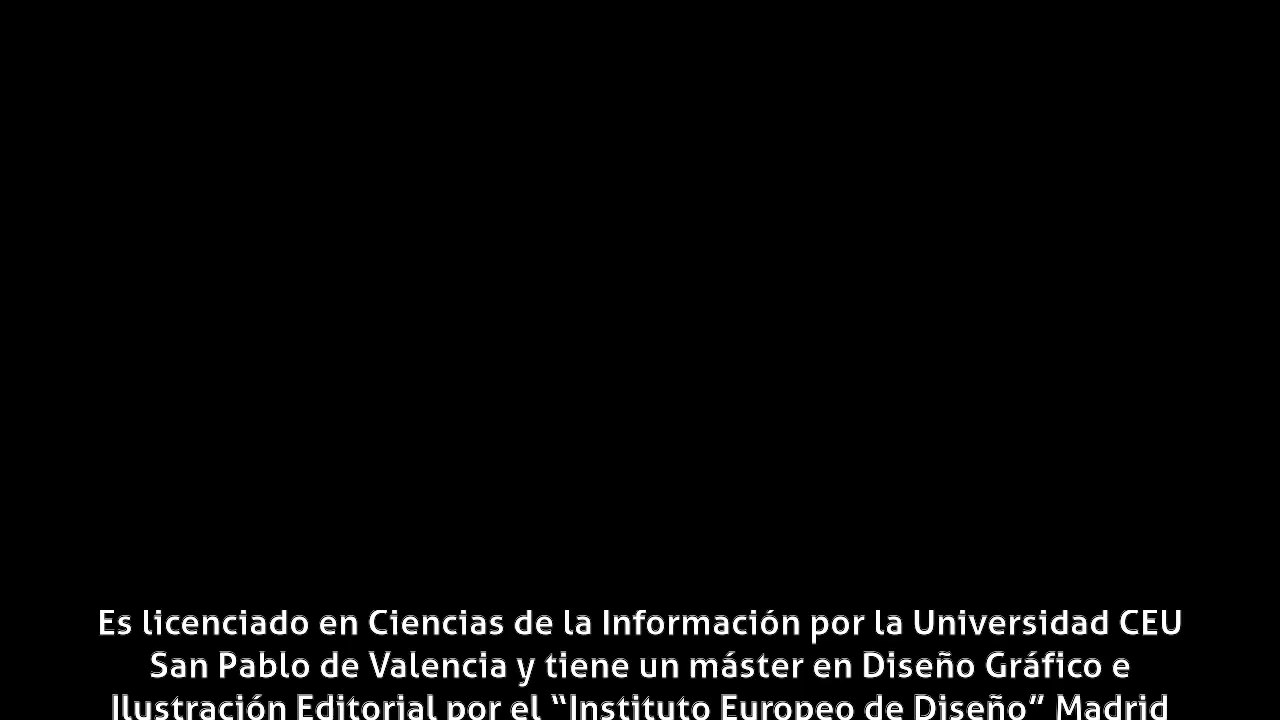 Es licenciado en Ciencias de la Información por la Universidad CEU
San Pablo de Valencia y tiene un máster en Diseño Gráfico e
Ilustración Editorial por el “Instituto Europeo de Diseño” Madrid